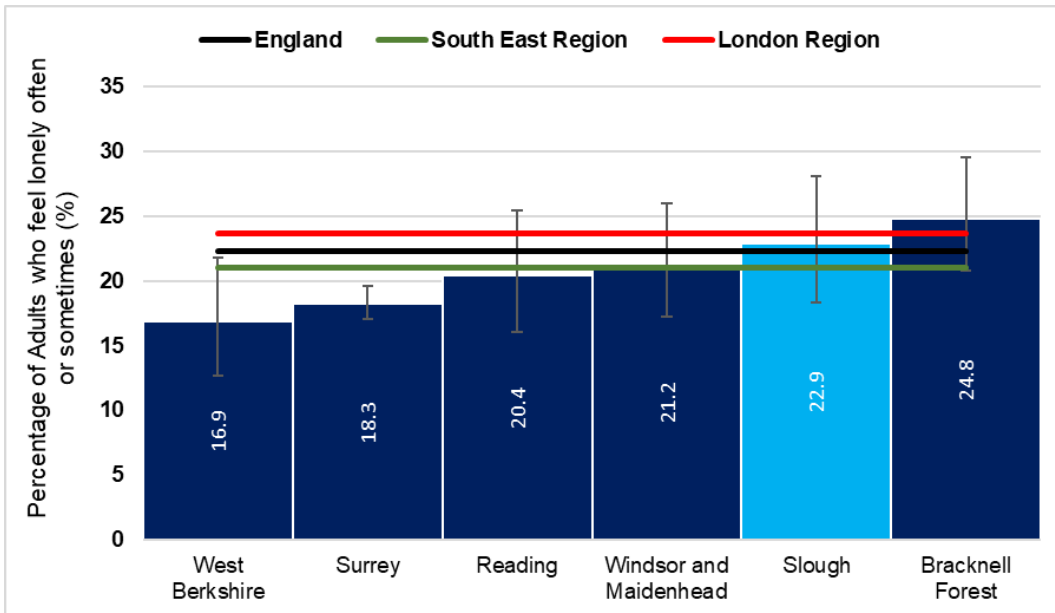 England South East Region London Region
Percentage of Adults who feel lonely often
or sometimes (%)
35
30
25
20
15
10
5
0
16.9
18.3
20.4
21.2
22.9
24.8
West
Berkshire
Surrey
Reading
Windsor and
Maidenhead
Slough
Bracknell
Forest